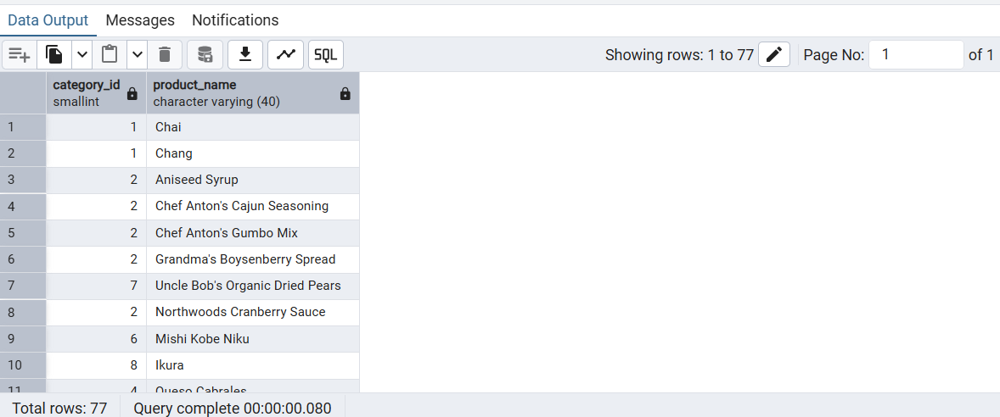 Data Output Messages Notifications
SQL Showing rows: 1 to 77 Page No: 1 of 1
category_id product_name
smallint character varying (40)
1 1 Chai
2 1 Chang
3 2 Aniseed Syrup
4 2 Chef Anton's Cajun Seasoning
5 2 Chef Anton's Gumbo Mix
6 2 Grandma's Boysenberry Spread
7 7 Uncle Bob's Organic Dried Pears
8 2 Northwoods Cranberry Sauce
9 6 Mishi Kobe Niku
10 8 Ikura
11 4 Queso Cabrales
Total rows: 77 Query complete 00:00:00.080